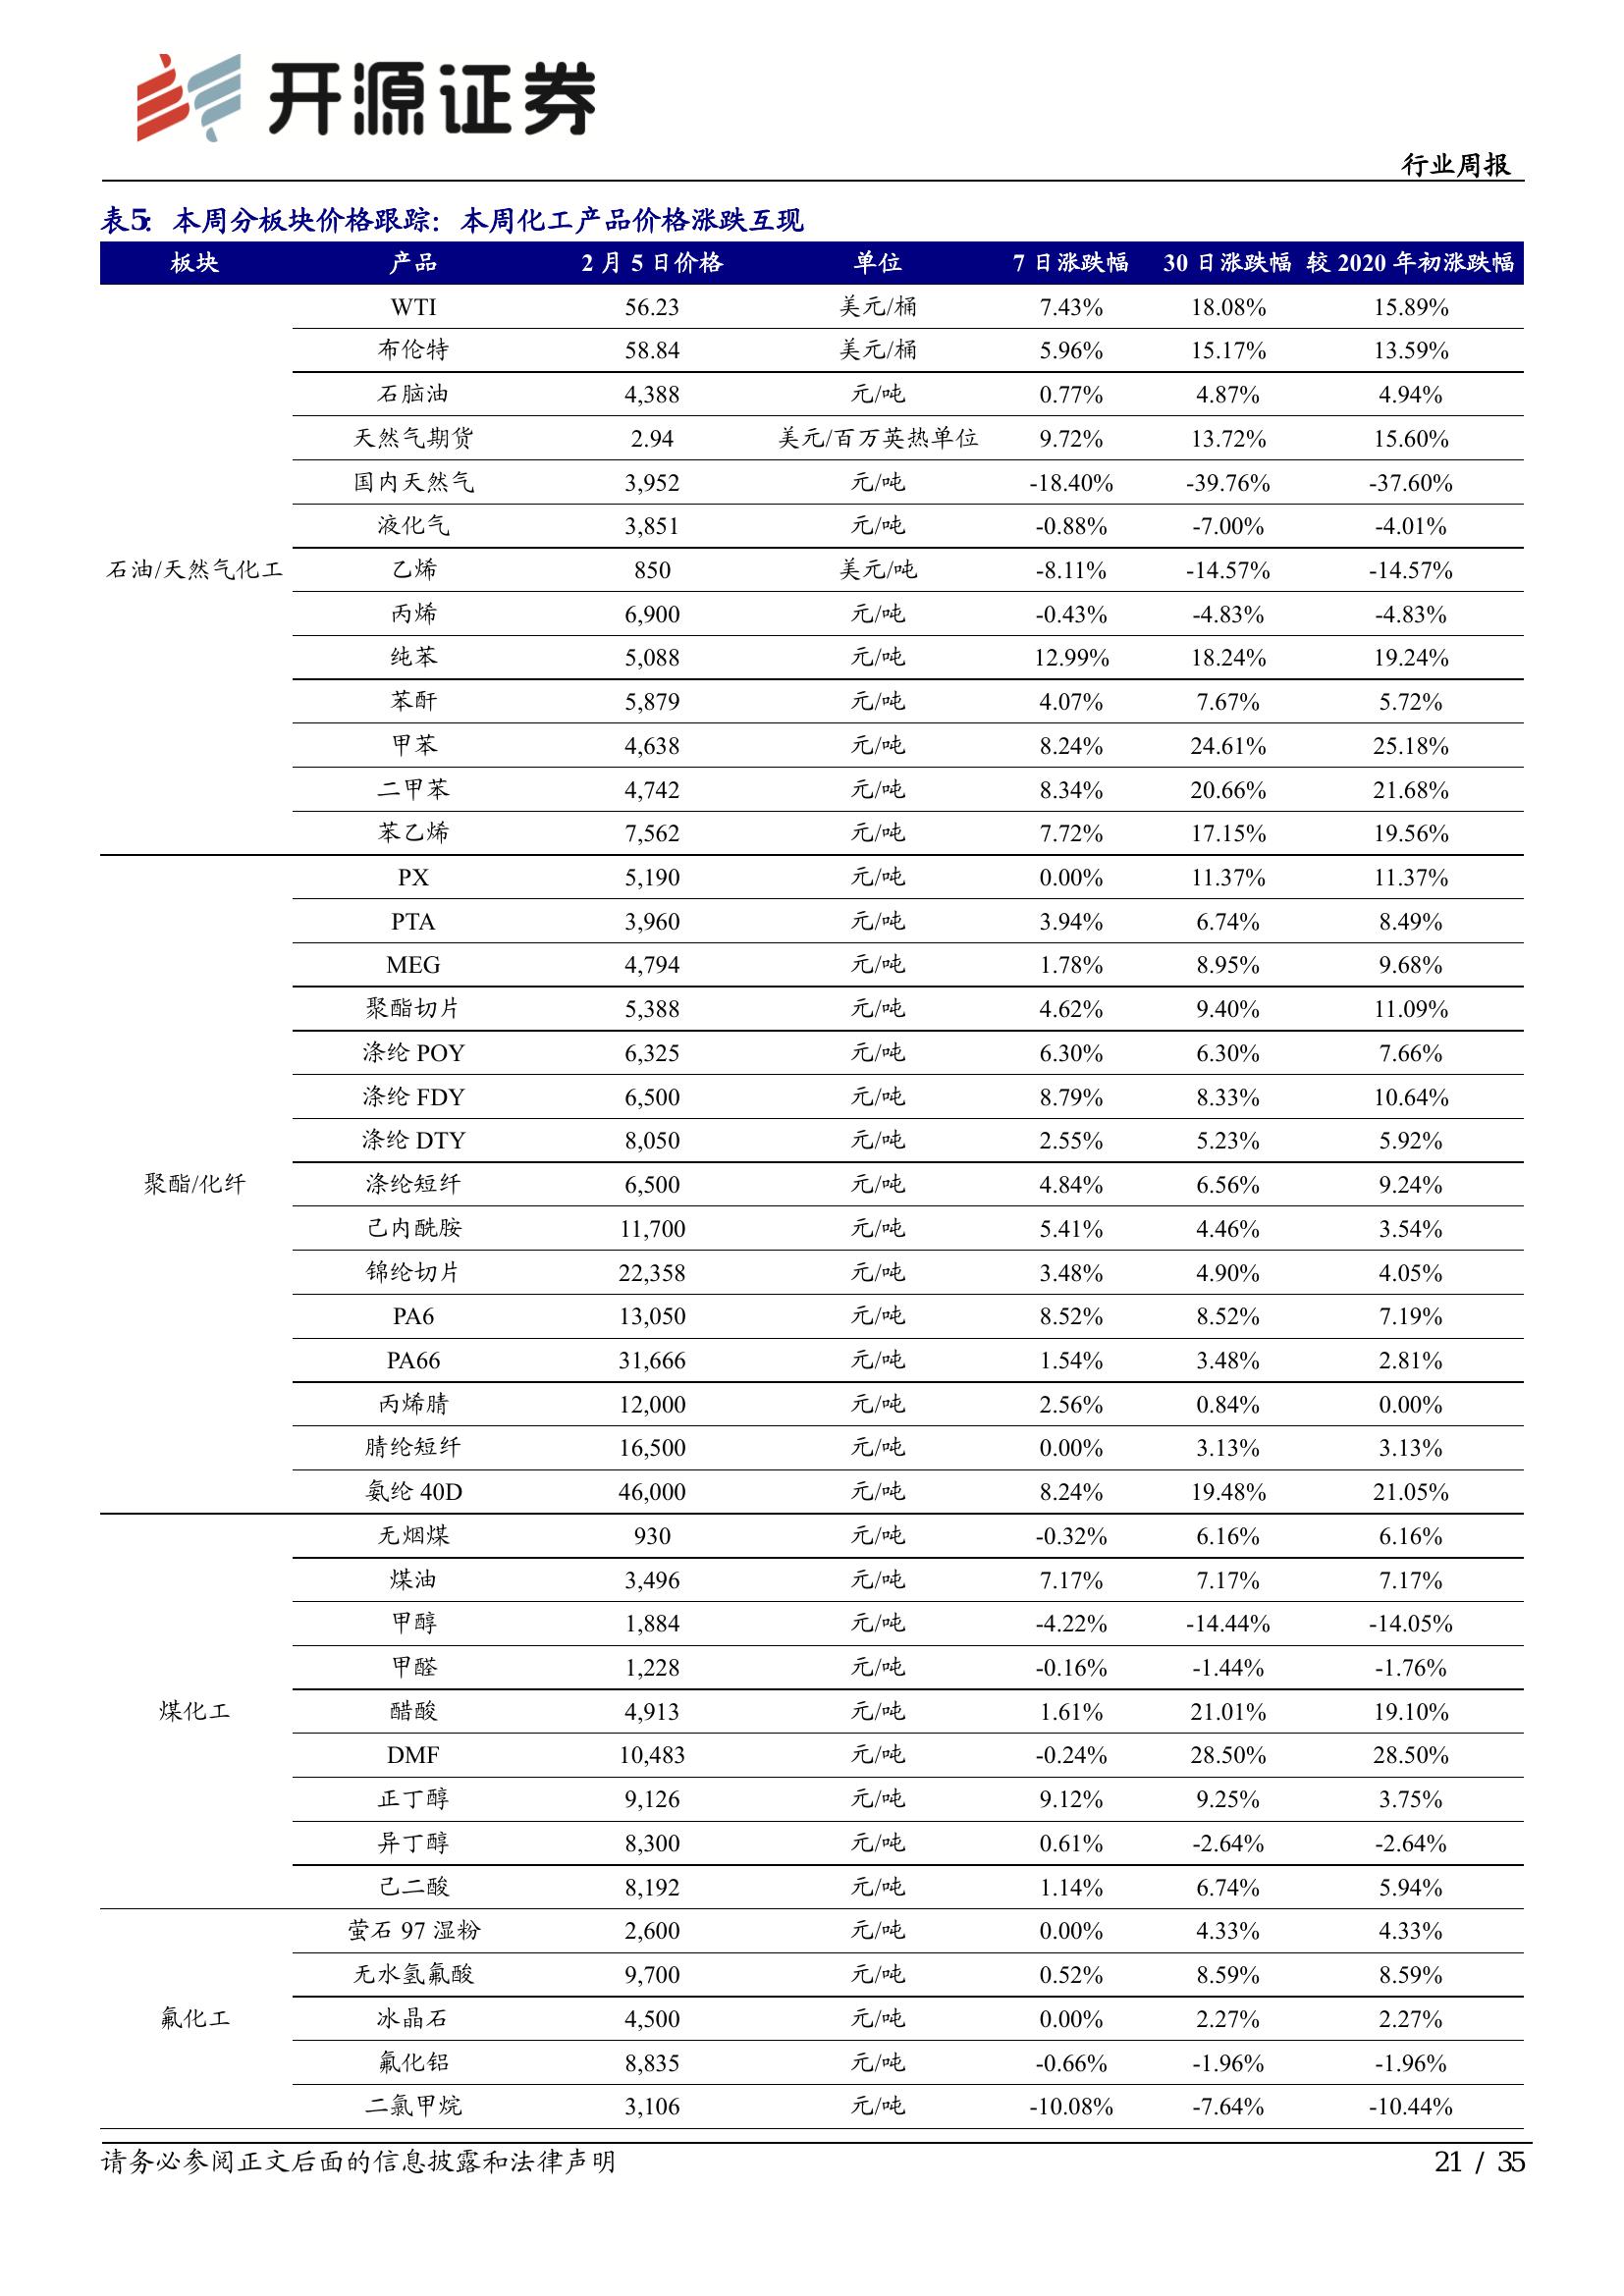 开源证券
行业周报
表5：本周分板块价格跟踪：本周化工产品价格涨跌互现
板块 产品 2 月 5 日价格 单位 7 日涨跌幅 30 日涨跌幅 较 2020 年初涨跌幅
WTI 56.23 美元/桶 7.43% 18.08% 15.89%
布伦特 58.84 美元/桶 5.96% 15.17% 13.59%
石脑油 4,388 元/吨 0.77% 4.87% 4.94%
天然气期货 2.94 美元/百万英热单位 9.72% 13.72% 15.60%
国内天然气 3,952 元/吨 -18.40% -39.76% -37.60%
液化气 3,851 元/吨 -0.88% -7.00% -4.01%
石油/天然气化工 乙烯 850 美元/吨 -8.11% -14.57% -14.57%
丙烯 6,900 元/吨 -0.43% -4.83% -4.83%
纯苯 5,088 元/吨 12.99% 18.24% 19.24%
苯酐 5,879 元/吨 4.07% 7.67% 5.72%
甲苯 4,638 元/吨 8.24% 24.61% 25.18%
二甲苯 4,742 元/吨 8.34% 20.66% 21.68%
苯乙烯 7,562 元/吨 7.72% 17.15% 19.56%
PX 5,190 元/吨 0.00% 11.37% 11.37%
PTA 3,960 元/吨 3.94% 6.74% 8.49%
MEG 4,794 元/吨 1.78% 8.95% 9.68%
聚酯切片 5,388 元/吨 4.62% 9.40% 11.09%
涤纶 POY 6,325 元/吨 6.30% 6.30% 7.66%
涤纶 FDY 6,500 元/吨 8.79% 8.33% 10.64%
涤纶 DTY 8,050 元/吨 2.55% 5.23% 5.92%
聚酯/化纤 涤纶短纤 6,500 元/吨 4.84% 6.56% 9.24%
己内酰胺 11,700 元/吨 5.41% 4.46% 3.54%
锦纶切片 22,358 元/吨 3.48% 4.90% 4.05%
PA6 13,050 元/吨 8.52% 8.52% 7.19%
PA66 31,666 元/吨 1.54% 3.48% 2.81%
丙烯腈 12,000 元/吨 2.56% 0.84% 0.00%
腈纶短纤 16,500 元/吨 0.00% 3.13% 3.13%
氨纶 40D 46,000 元/吨 8.24% 19.48% 21.05%
无烟煤 930 元/吨 -0.32% 6.16% 6.16%
煤油 3,496 元/吨 7.17% 7.17% 7.17%
甲醇 1,884 元/吨 -4.22% -14.44% -14.05%
甲醛 1,228 元/吨 -0.16% -1.44% -1.76%
煤化工 醋酸 4,913 元/吨 1.61% 21.01% 19.10%
DMF 10,483 元/吨 -0.24% 28.50% 28.50%
正丁醇 9,126 元/吨 9.12% 9.25% 3.75%
异丁醇 8,300 元/吨 0.61% -2.64% -2.64%
己二酸 8,192 元/吨 1.14% 6.74% 5.94%
萤石 97 湿粉 2,600 元/吨 0.00% 4.33% 4.33%
无水氢氟酸 9,700 元/吨 0.52% 8.59% 8.59%
氟化工 冰晶石 4,500 元/吨 0.00% 2.27% 2.27%
氟化铝 8,835 元/吨 -0.66% -1.96% -1.96%
二氯甲烷 3,106 元/吨 -10.08% -7.64% -10.44%
请务必参阅正文后面的信息披露和法律声明 21 / 35